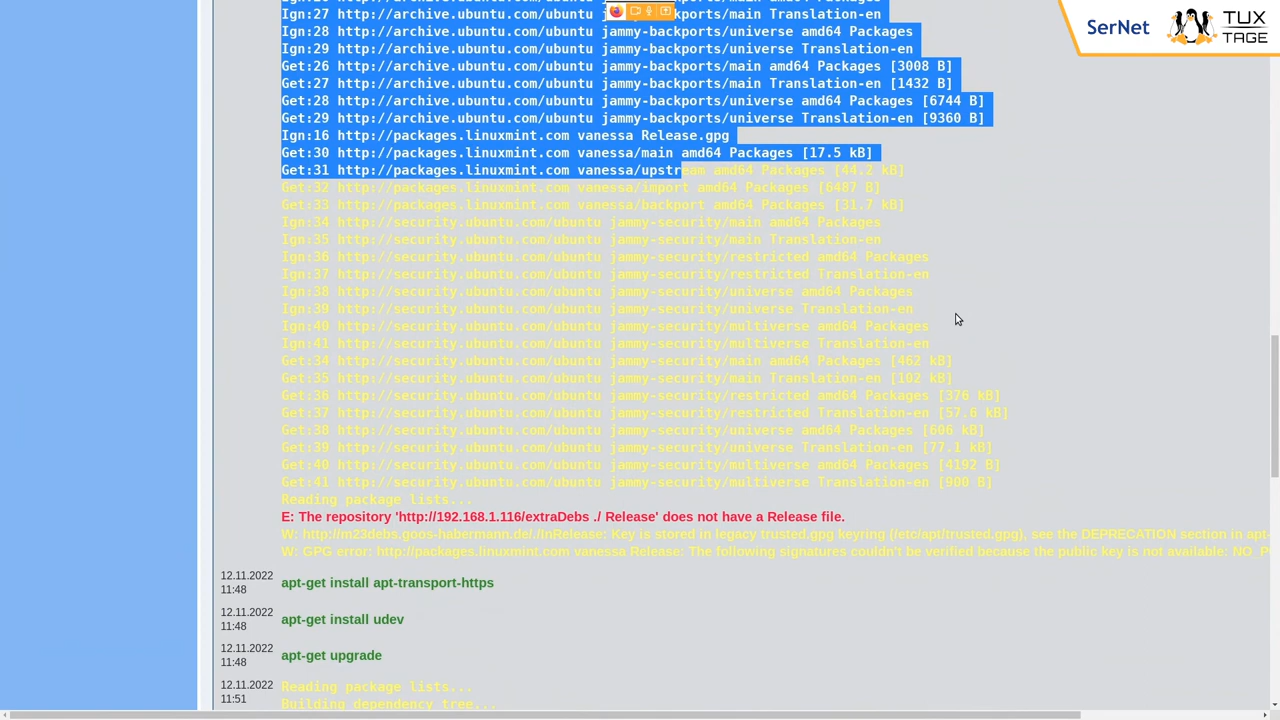 Ign:27 http://archive.ubuntu.com/ubuntu jammy-backports/main Translation-en
Ign:28 http://archive.ubuntu.com/ubuntu jammy-backports/universe amd64 Packages
Ign:29 http://archive.ubuntu.com/ubuntu jammy-backports/universe Translation-en
Get:26 http://archive.ubuntu.com/ubuntu jammy-backports/main amd64 Packages [3008 B]
Get:27 http://archive.ubuntu.com/ubuntu jammy-backports/main Translation-en [1432 B]
Get:28 http://archive.ubuntu.com/ubuntu jammy-backports/universe amd64 Packages [6744 B]
Get:29 http://archive.ubuntu.com/ubuntu jammy-backports/universe Translation-en [9360 B]
Ign:16 http://packages.linuxmint.com vanessa Release.gpg
Get:30 http://packages.linuxmint.com vanessa/main amd64 Packages [17.5 kB]
Get:31 http://packages.linuxmint.com vanessa/upstream amd64 Packages [44.2 kB]
Get:32 http://packages.linuxmint.com vanessa/import amd64 Packages [6487 B]
Get:33 http://packages.linuxmint.com vanessa/backport amd64 Packages [31.7 kB]
Ign:34 http://security.ubuntu.com/ubuntu jammy-security/main amd64 Packages
Ign:35 http://security.ubuntu.com/ubuntu jammy-security/main Translation-en
Ign:36 http://security.ubuntu.com/ubuntu jammy-security/restricted amd64 Packages
Ign:37 http://security.ubuntu.com/ubuntu jammy-security/restricted Translation-en
Ign:38 http://security.ubuntu.com/ubuntu jammy-security/universe amd64 Packages
Ign:39 http://security.ubuntu.com/ubuntu jammy-security/universe Translation-en
Ign:40 http://security.ubuntu.com/ubuntu jammy-security/multiverse amd64 Packages
Ign:41 http://security.ubuntu.com/ubuntu jammy-security/multiverse Translation-en
Get:34 http://security.ubuntu.com/ubuntu jammy-security/main amd64 Packages [462 kB]
Get:35 http://security.ubuntu.com/ubuntu jammy-security/main Translation-en [102 kB]
Get:36 http://security.ubuntu.com/ubuntu jammy-security/restricted amd64 Packages [376 kB]
Get:37 http://security.ubuntu.com/ubuntu jammy-security/restricted Translation-en [57.6 kB]
Get:38 http://security.ubuntu.com/ubuntu jammy-security/universe amd64 Packages [606 kB]
Get:39 http://security.ubuntu.com/ubuntu jammy-security/universe Translation-en [77.1 kB]
Get:40 http://security.ubuntu.com/ubuntu jammy-security/multiverse amd64 Packages [4192 B]
Get:41 http://security.ubuntu.com/ubuntu jammy-security/multiverse Translation-en [900 B]
Reading package lists...
E: The repository 'http://192.168.1.116/extraDebs ./ Release' does not have a Release file.
W: http://m23debs.goos-habermann.de/./InRelease: Key is stored in legacy trusted.gpg keyring (/etc/apt/trusted.gpg), see the DEPRECATION section in apt-
W: GPG error: http://packages.linuxmint.com vanessa Release: The following signatures couldn't be verified because the public key is not available: NO_P
12.11.2022
11:48
apt-get install apt-transport-https
12.11.2022
11:48
apt-get install udev
12.11.2022
11:48
apt-get upgrade
12.11.2022
11:51
Reading package lists...
Building dependency tree...
SerNet
TUX
TAGE